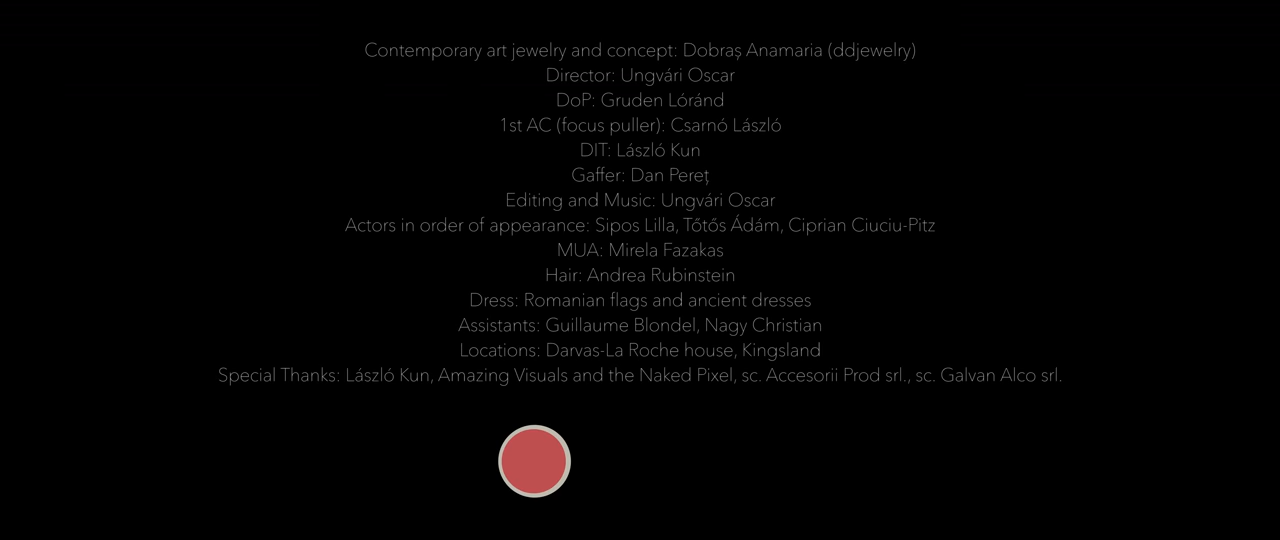 Contemporary art jewelry and concept: Dobraș Anamaria (ddjewelry)
Director: Ungvári Oscar
DoP: Gruden Lóránd
1st AC (focus puller): Csarnó László
DIT: László Kun
Gaffer: Dan Pereț
Editing and Music: Ungvári Oscar
Actors in order of appearance: Sipos Lilla, Tőtős Ádám, Ciprian Ciuciu-Pitz
MUA: Mirela Fazakas
Hair: Andrea Rubinstein
Dress: Romanian flags and ancient dresses
Assistants: Guillaume Blondel, Nagy Christian
Locations: Darvas-La Roche house, Kingsland
Special Thanks: László Kun, Amazing Visuals and the Naked Pixel, sc. Accesorii Prod srl., sc. Galvan Alco srl.